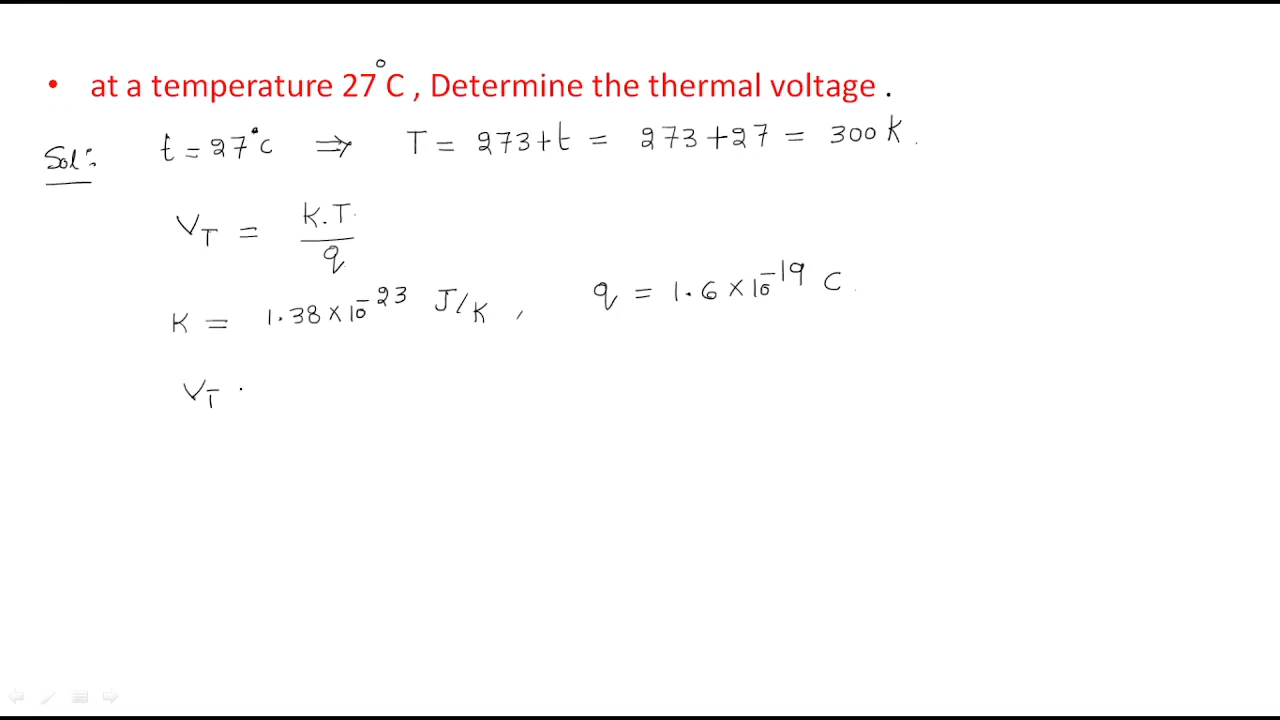 • at a temperature 27°C , Determine the thermal voltage .
Sol:- t = 27°C ⇒ T = 273+t = 273+27 = 300 K .
V_T = K.T. / q
K = 1.38 × 10^-23 J/K , q = 1.6 × 10^-19 C .
V_T